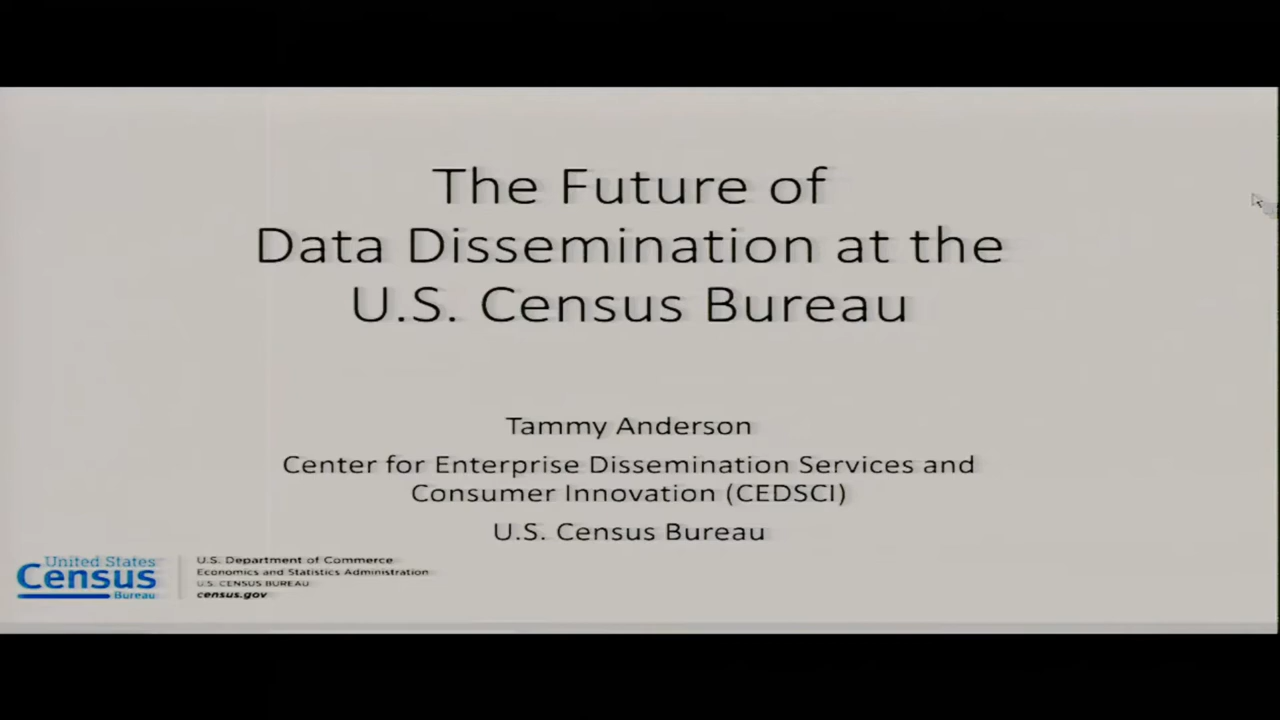 The Future of
Data Dissemination at the
U.S. Census Bureau
Tammy Anderson
Center for Enterprise Dissemination Services and
Consumer Innovation (CEDSCI)
U.S. Census Bureau
United States
Census
Bureau
U.S. Department of Commerce
Economics and Statistics Administration
U.S. CENSUS BUREAU
census.gov